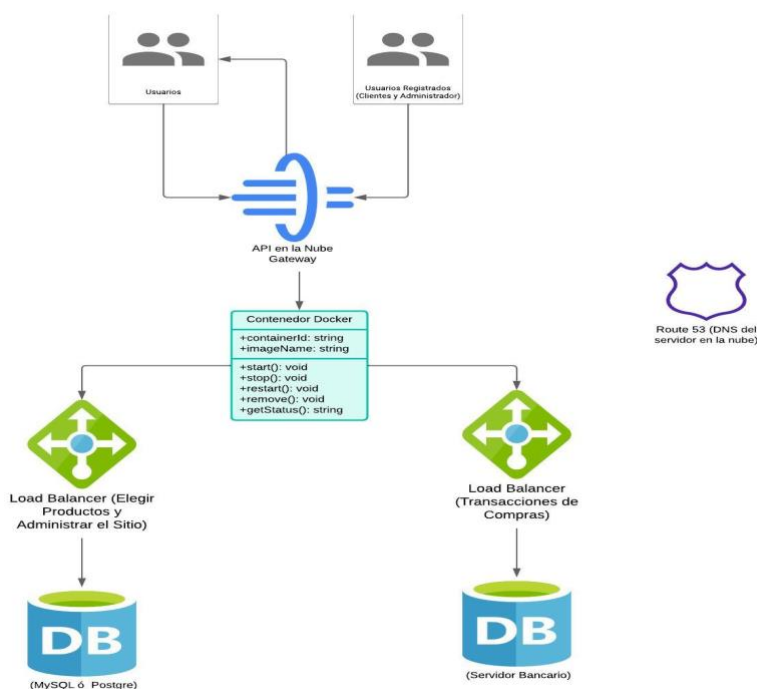 Usuarios
Usuarios Registrados
(Clientes y Administrador)
API en la Nube
Gateway
Route 53 (DNS del
servidor en la nube)
Contenedor Docker
+containerId: string
+imageName: string
+start(): void
+stop(): void
+restart(): void
+remove(): void
+getStatus(): string
Load Balancer (Elegir
Productos y
Administrar el Sitio)
Load Balancer
(Transacciones de
Compras)
DB
(MySQL ó Postgre)
DB
(Servidor Bancario)